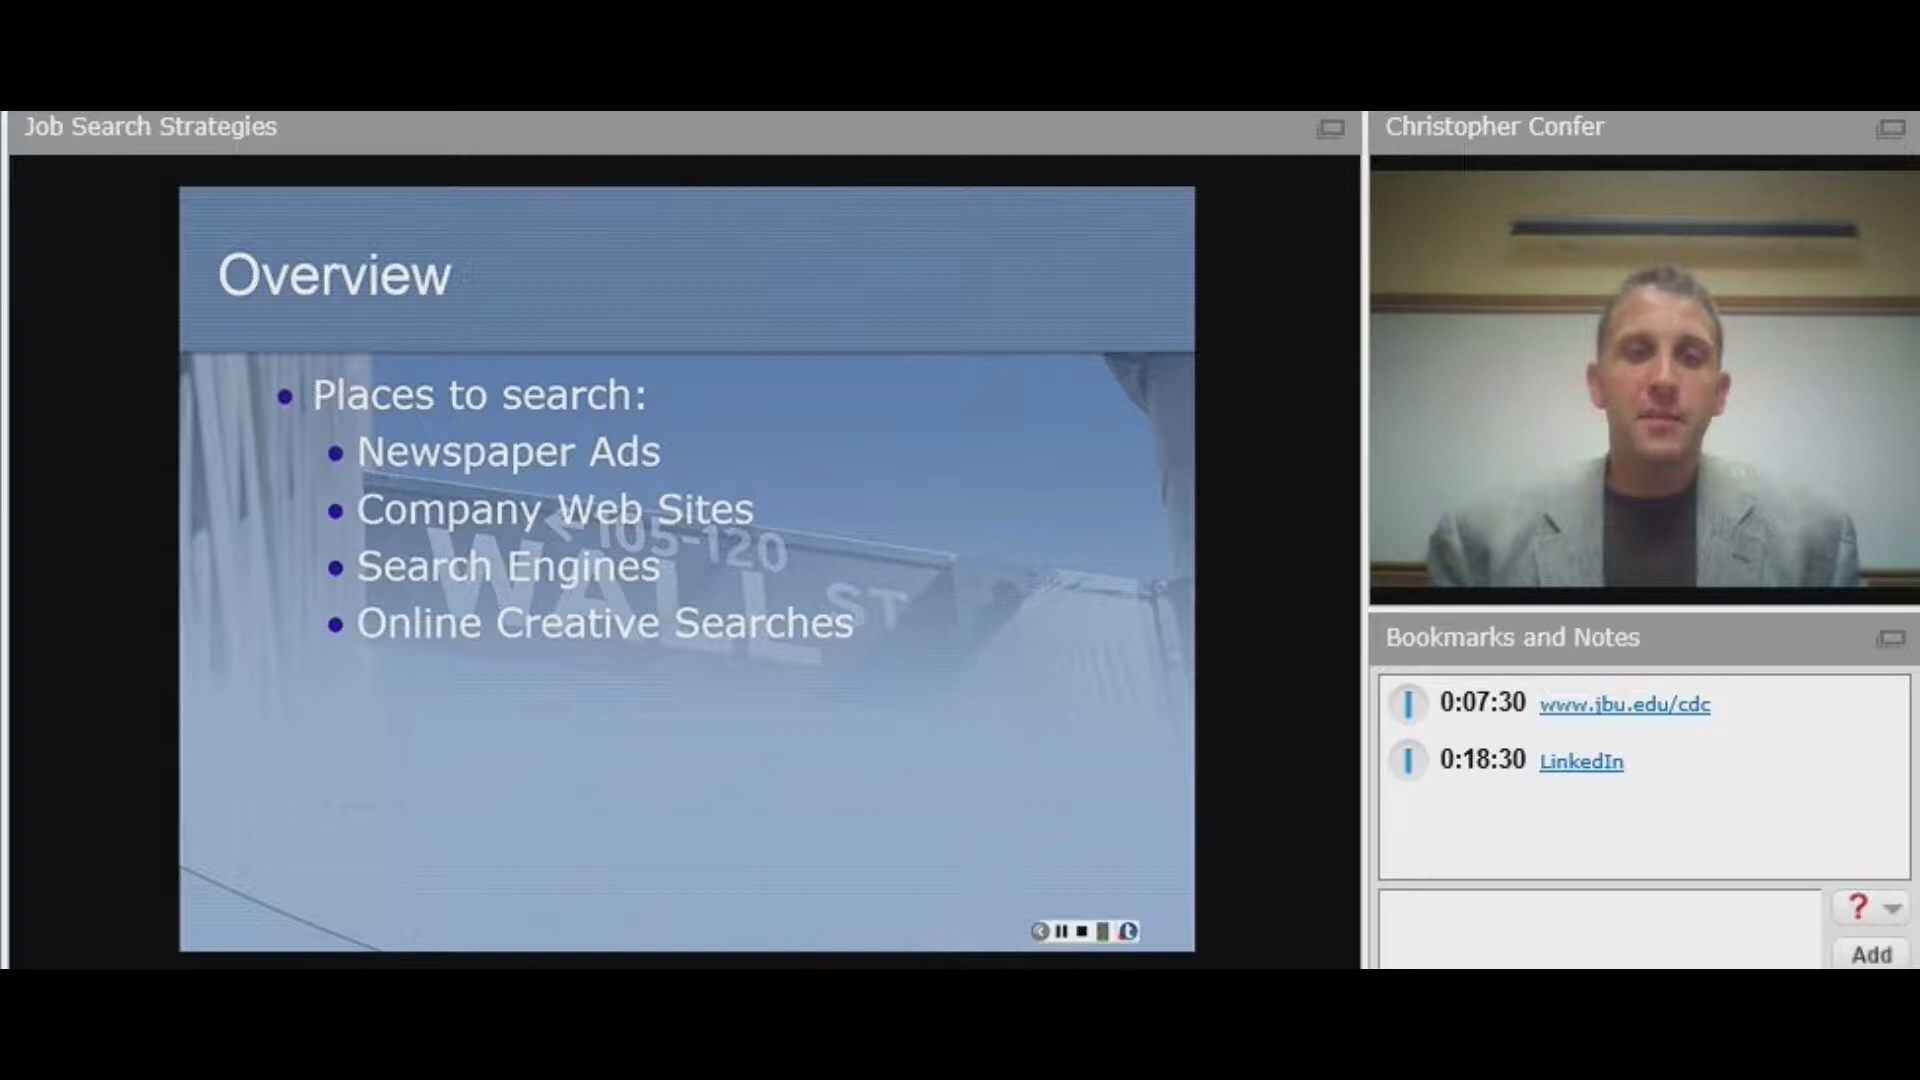 Job Search Strategies
Overview
Places to search:
Newspaper Ads
Company Web Sites
Search Engines
Online Creative Searches
←105-120
WALL ST
Christopher Confer
Bookmarks and Notes
0:07:30 www.jbu.edu/cdc
0:18:30 LinkedIn
?
Add